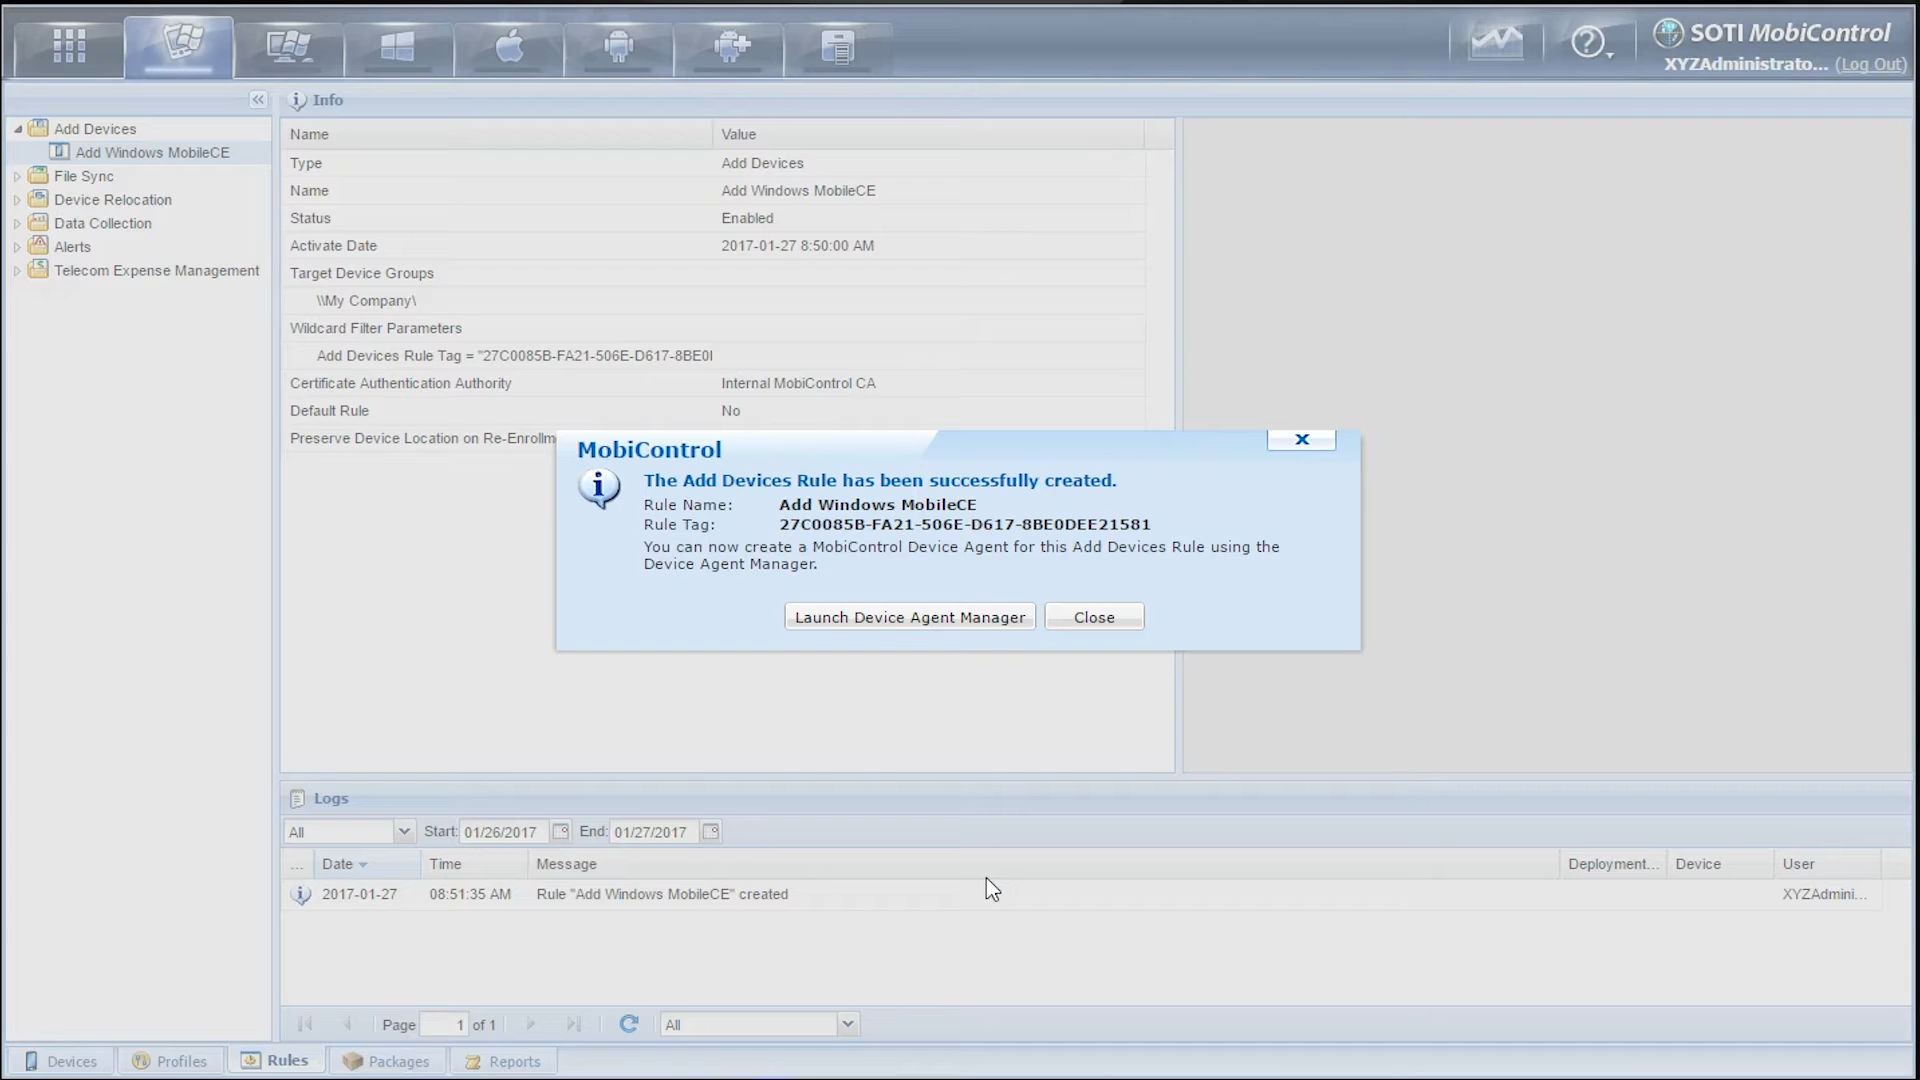 SOTI MobiControl
XYZAdministrato... (Log Out)
Info
Add Devices
Add Windows MobileCE
File Sync
Device Relocation
Data Collection
Alerts
Telecom Expense Management
Name Value
Type Add Devices
Name Add Windows MobileCE
Status Enabled
Activate Date 2017-01-27 8:50:00 AM
Target Device Groups
\\My Company\
Wildcard Filter Parameters
Add Devices Rule Tag = "27C0085B-FA21-506E-D617-8BE0I
Certificate Authentication Authority Internal MobiControl CA
Default Rule No
Preserve Device Location on Re-Enrollm
MobiControl
x
The Add Devices Rule has been successfully created.
Rule Name: Add Windows MobileCE
Rule Tag: 27C0085B-FA21-506E-D617-8BE0DEE21581
You can now create a MobiControl Device Agent for this Add Devices Rule using the
Device Agent Manager.
Launch Device Agent Manager Close
Logs
All Start: 01/26/2017 End: 01/27/2017
... Date Time Message Deployment... Device User
2017-01-27 08:51:35 AM Rule "Add Windows MobileCE" created XYZAdmini...
Page 1 of 1 All
Devices Profiles Rules Packages Reports